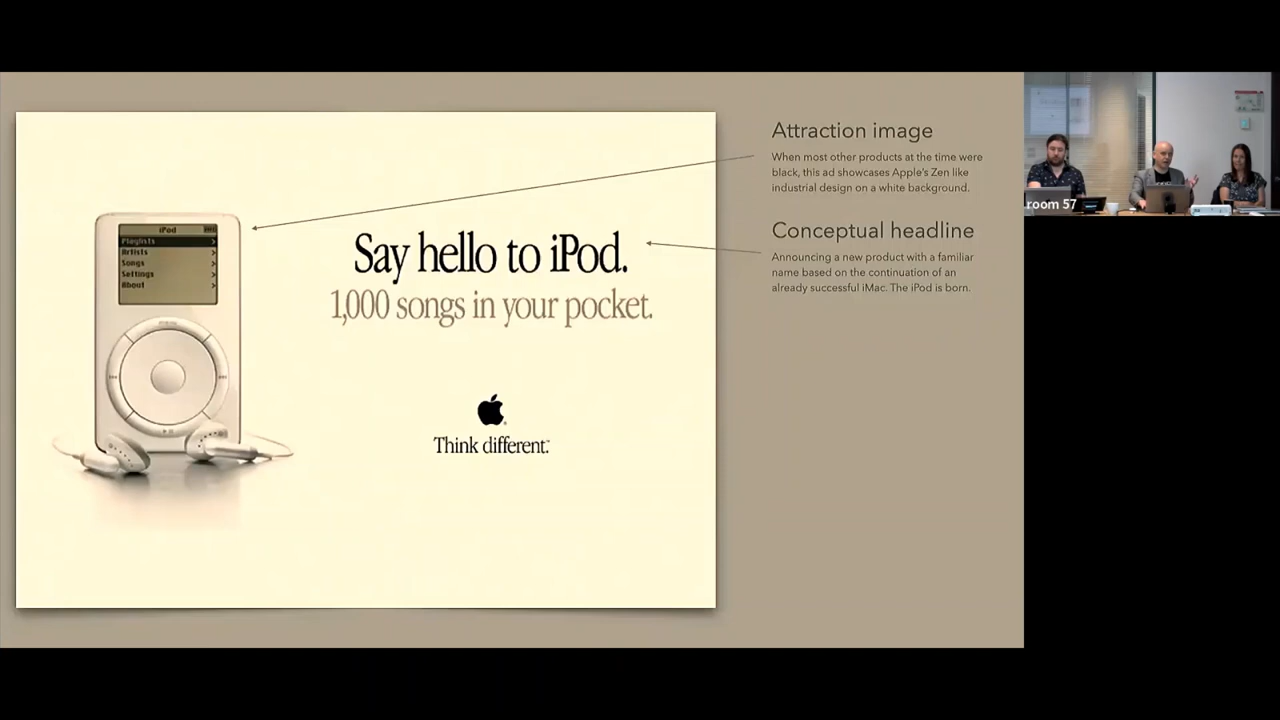 iPod
Playlists
Artists
Songs
Settings
About
Say hello to iPod.
1,000 songs in your pocket.
Think different.™
Attraction image
When most other products at the time were
black, this ad showcases Apple's Zen like
industrial design on a white background.
Conceptual headline
Announcing a new product with a familiar
name based on the continuation of an
already successful iMac. The iPod is born.
room 57